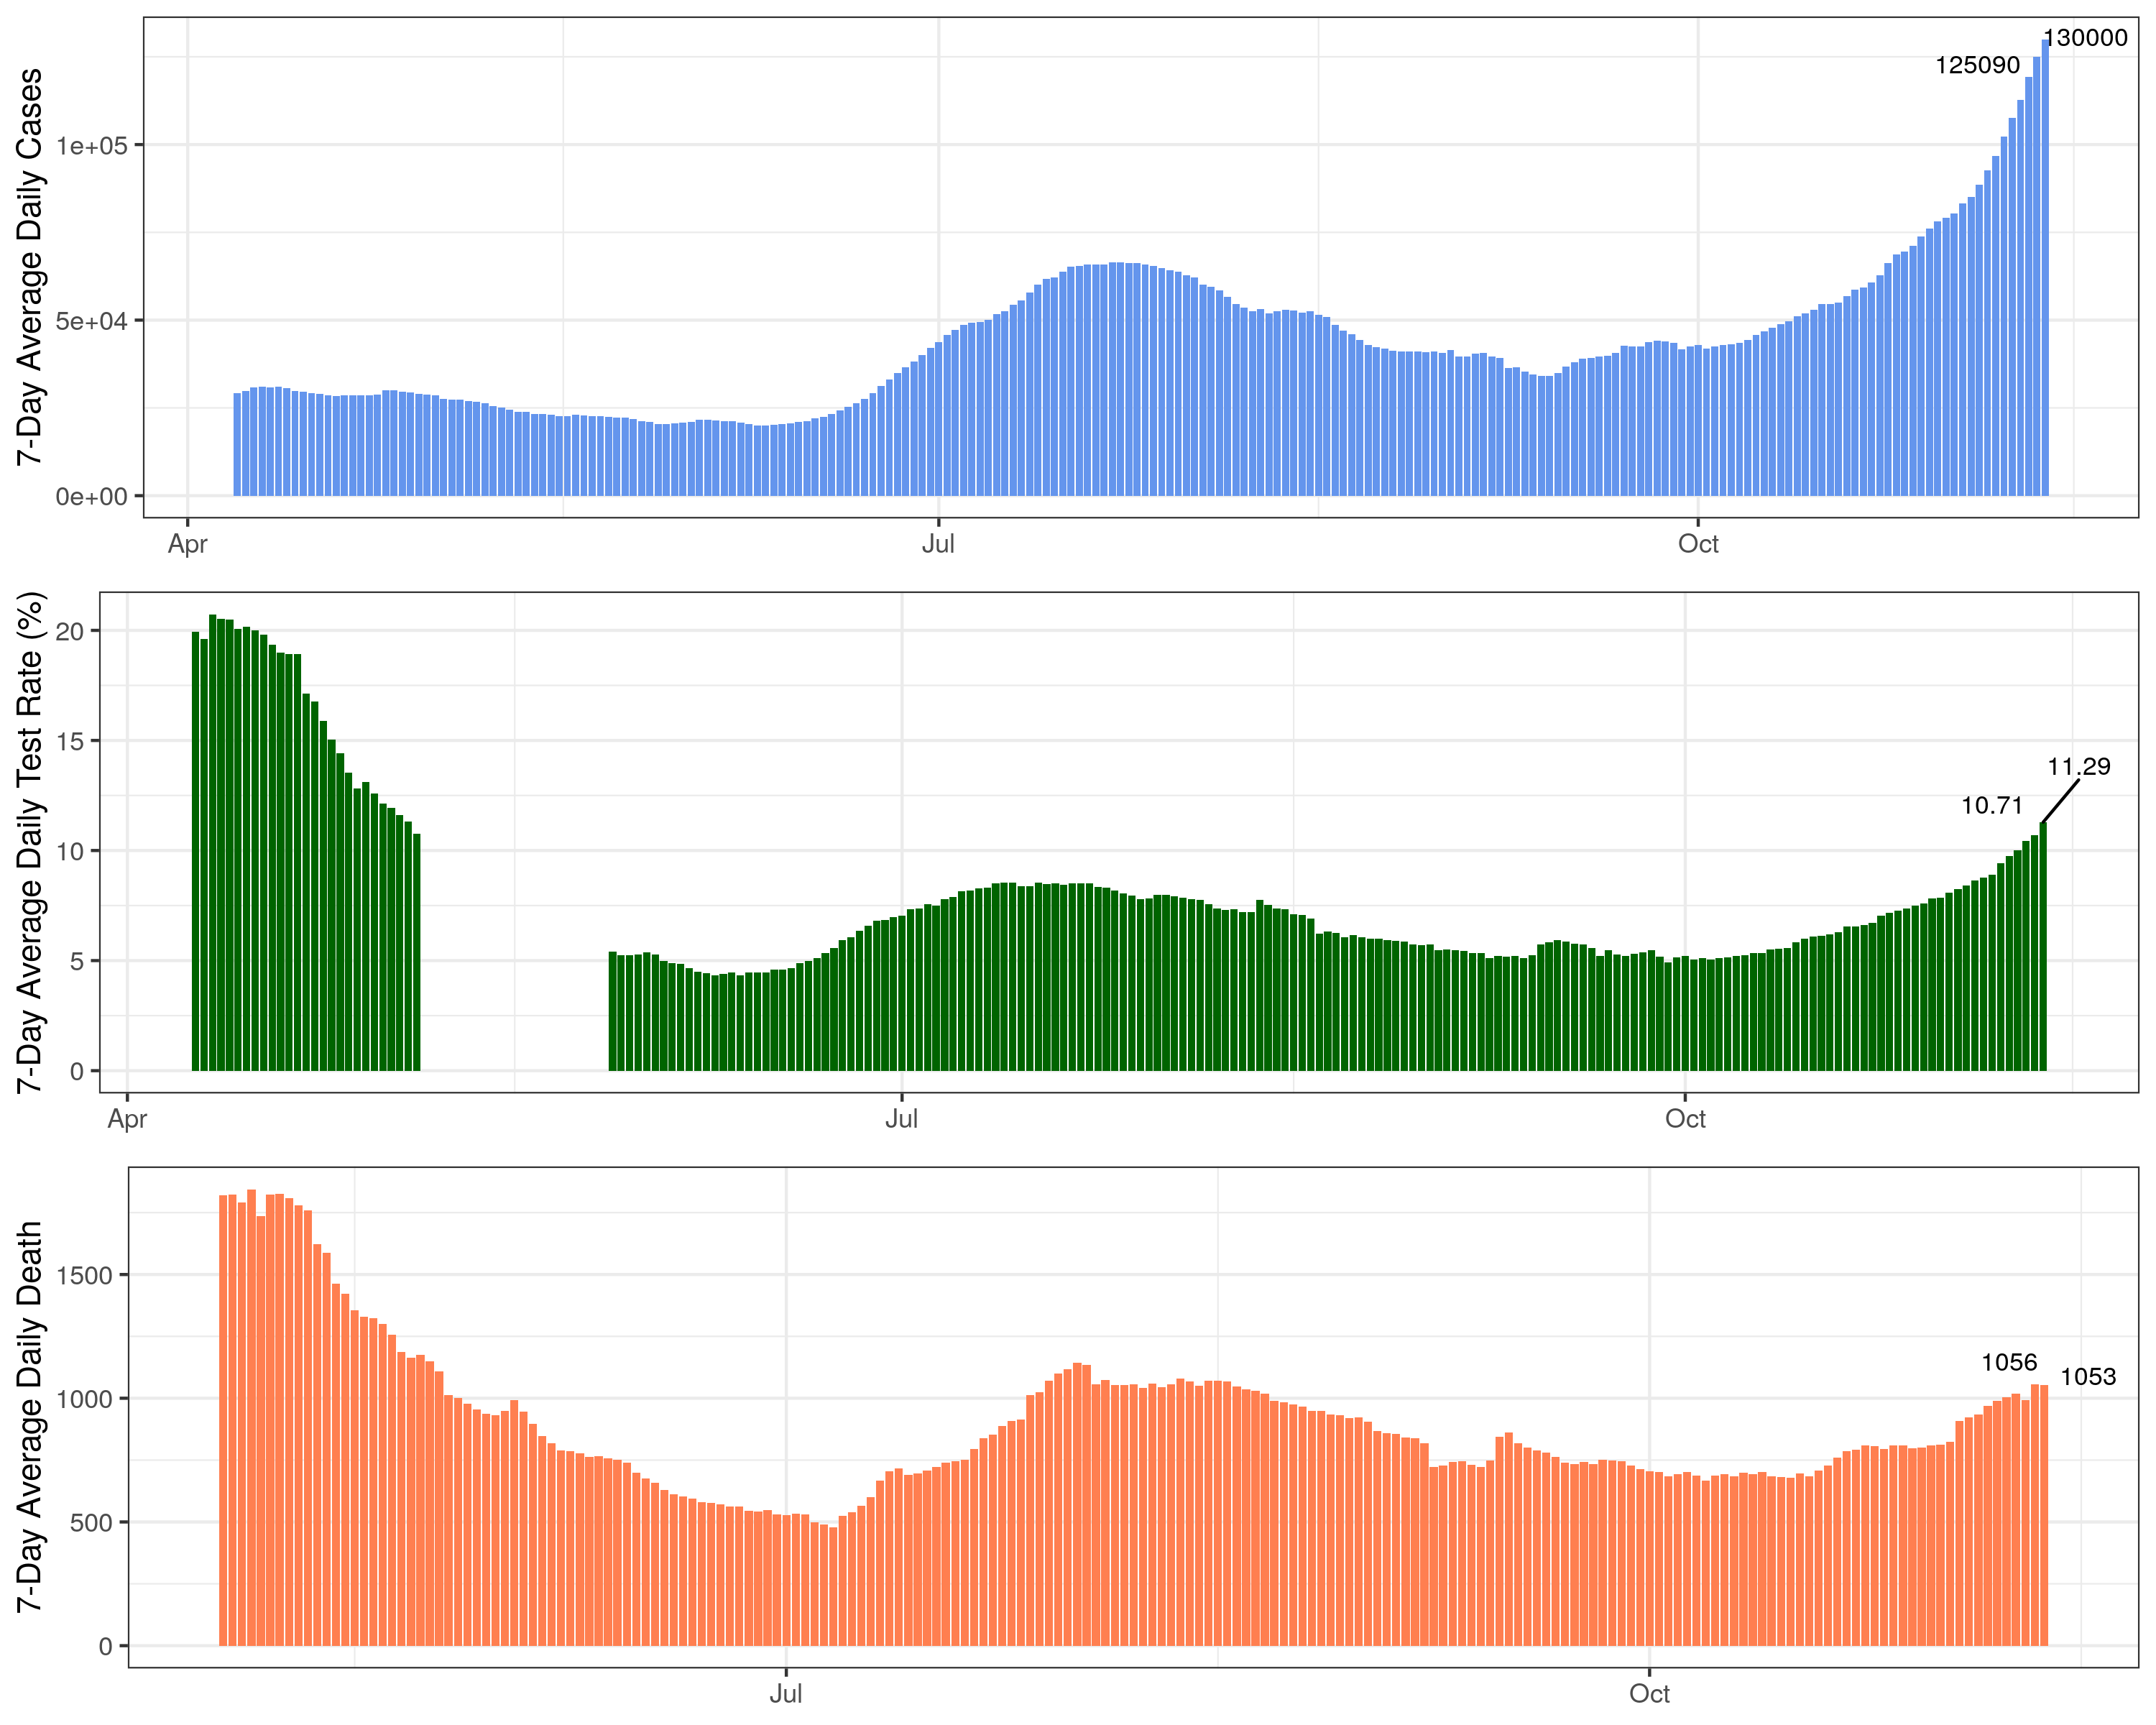 7-Day Average Daily Cases
130000
125090
1e+05
5e+04
0e+00
Apr
Jul
Oct
7-Day Average Daily Test Rate (%)
20
15
11.29
10.71
10
5
0
Apr
Jul
Oct
7-Day Average Daily Death
1500
1056
1053
1000
500
0
Jul
Oct